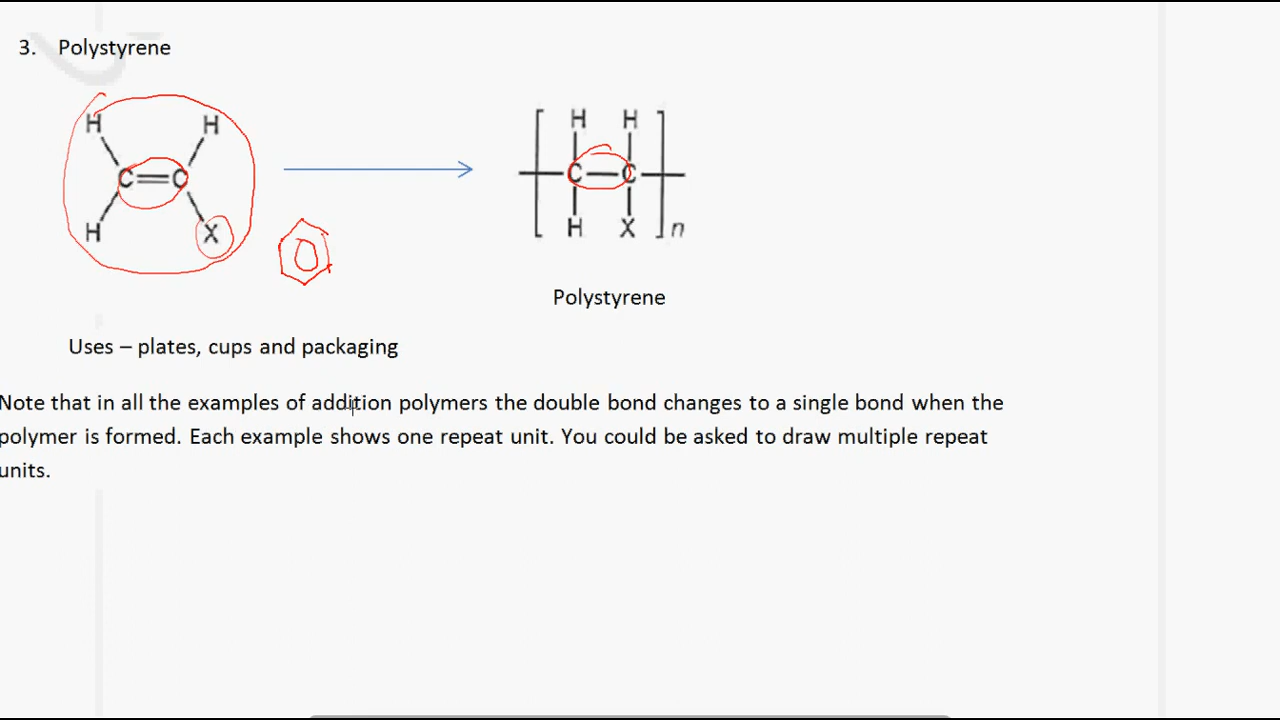 3. Polystyrene
H H H H
C=C C—C
H X H X n
Polystyrene
Uses – plates, cups and packaging
Note that in all the examples of addition polymers the double bond changes to a single bond when the
polymer is formed. Each example shows one repeat unit. You could be asked to draw multiple repeat
units.